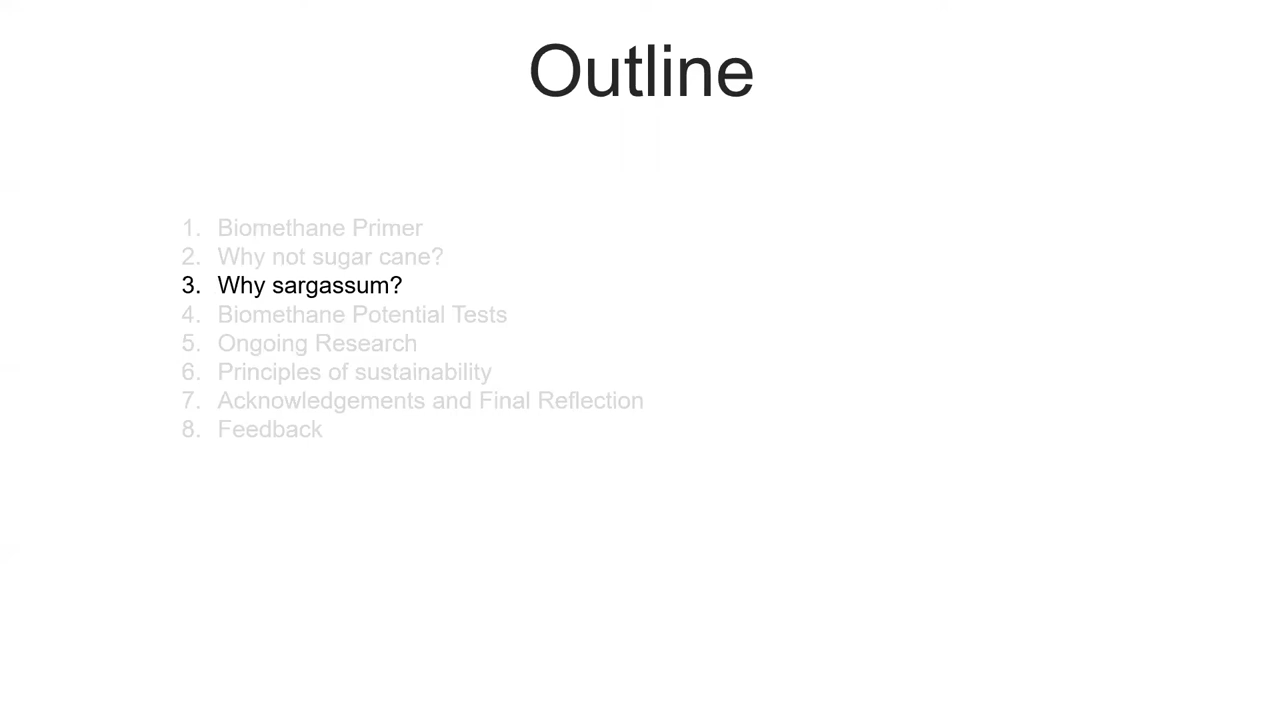 Outline
1. Biomethane Primer
2. Why not sugar cane?
3. Why sargassum?
4. Biomethane Potential Tests
5. Ongoing Research
6. Principles of sustainability
7. Acknowledgements and Final Reflection
8. Feedback